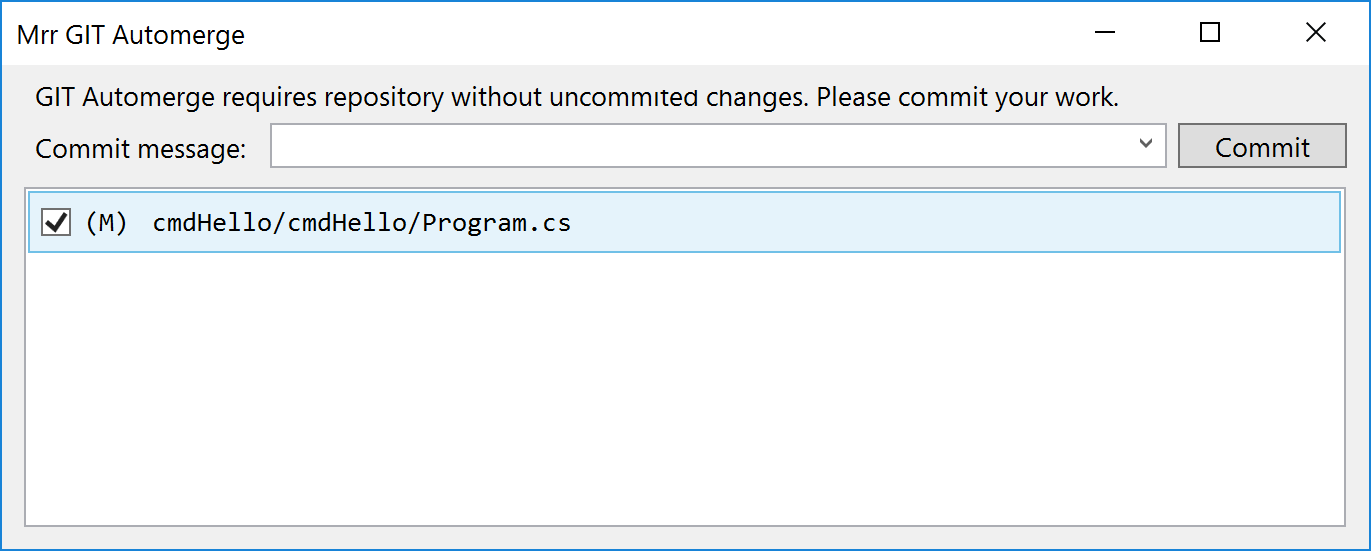 Mrr GIT Automerge
GIT Automerge requires repository without uncommited changes. Please commit your work.
Commit message:
Commit
(M) cmdHello/cmdHello/Program.cs